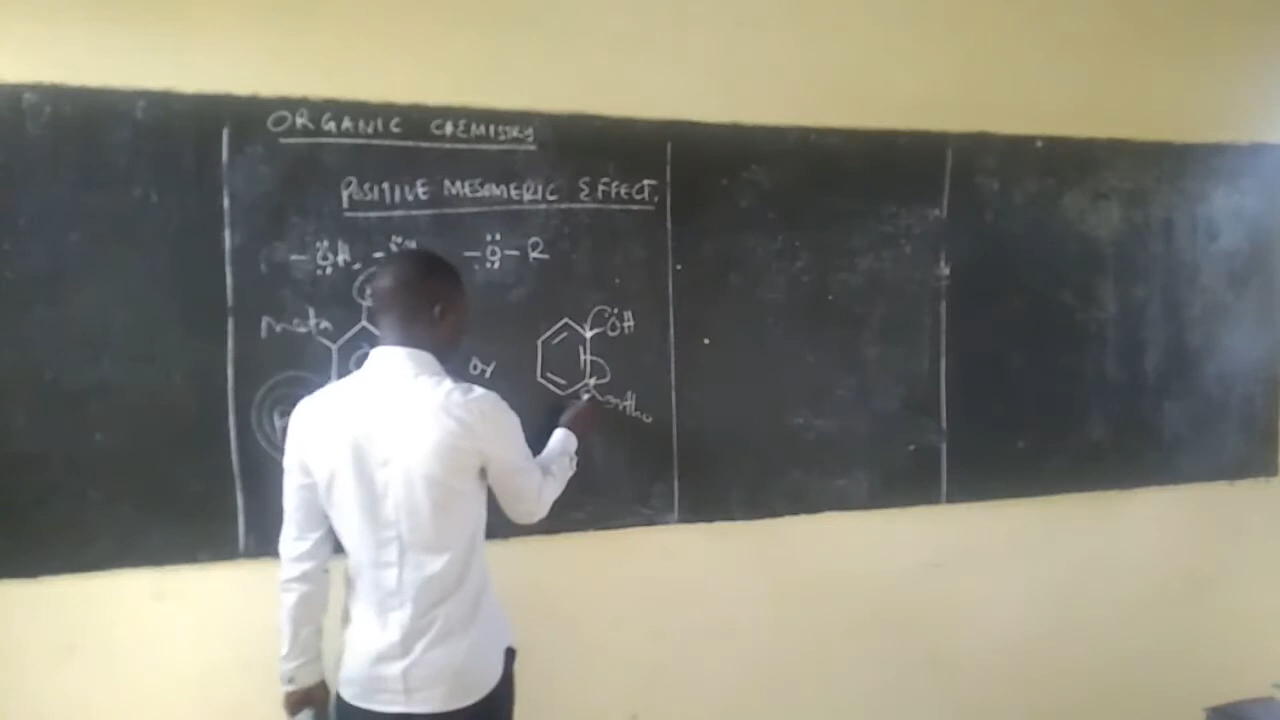 ORGANIC CHEMISTRY
POSITIVE MESOMERIC EFFECT.
-ÖH, - -Ö-R
meta
or
ÖH
ortho